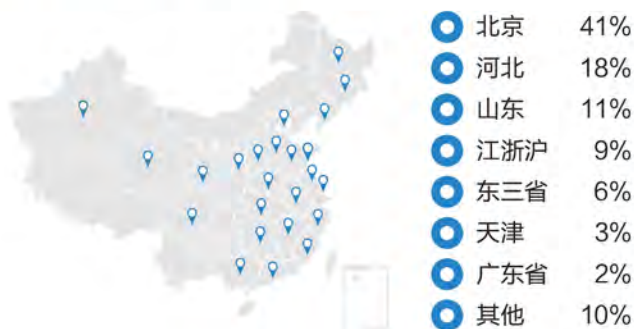 北京 41%
河北 18%
山东 11%
江浙沪 9%
东三省 6%
天津 3%
广东省 2%
其他 10%